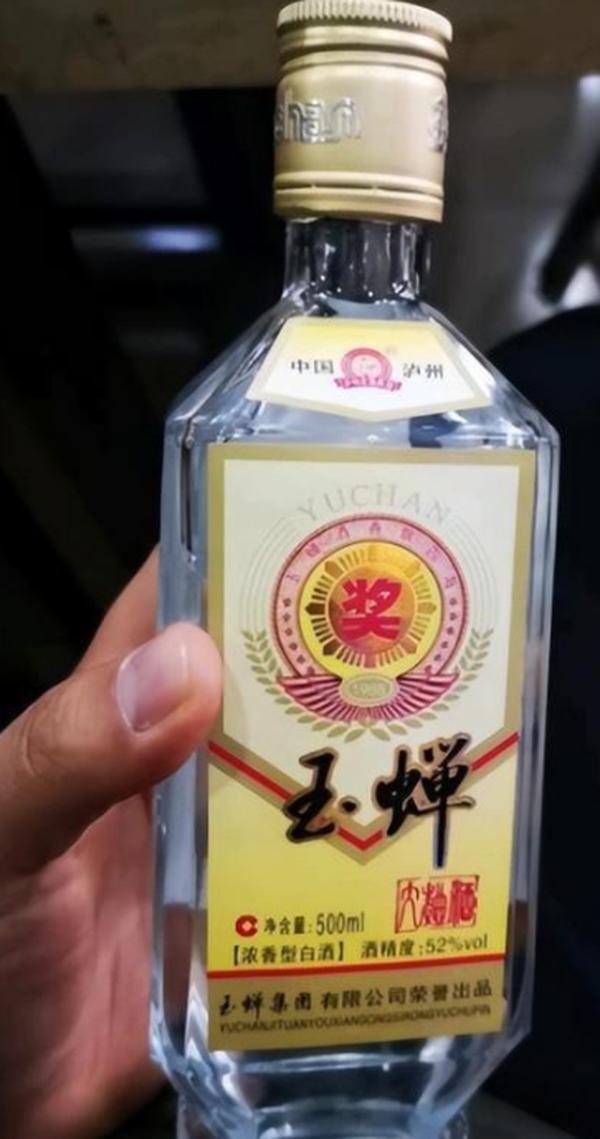 中国 泸州
YUCHAN
奖
玉·蝉
大曲酒
净含量:500ml
【浓香型白酒】 酒精度:52%vol
玉蝉集团有限公司荣誉出品
YUCHANJITUANYOUXIANGONGSIRONGYUCHUPIN